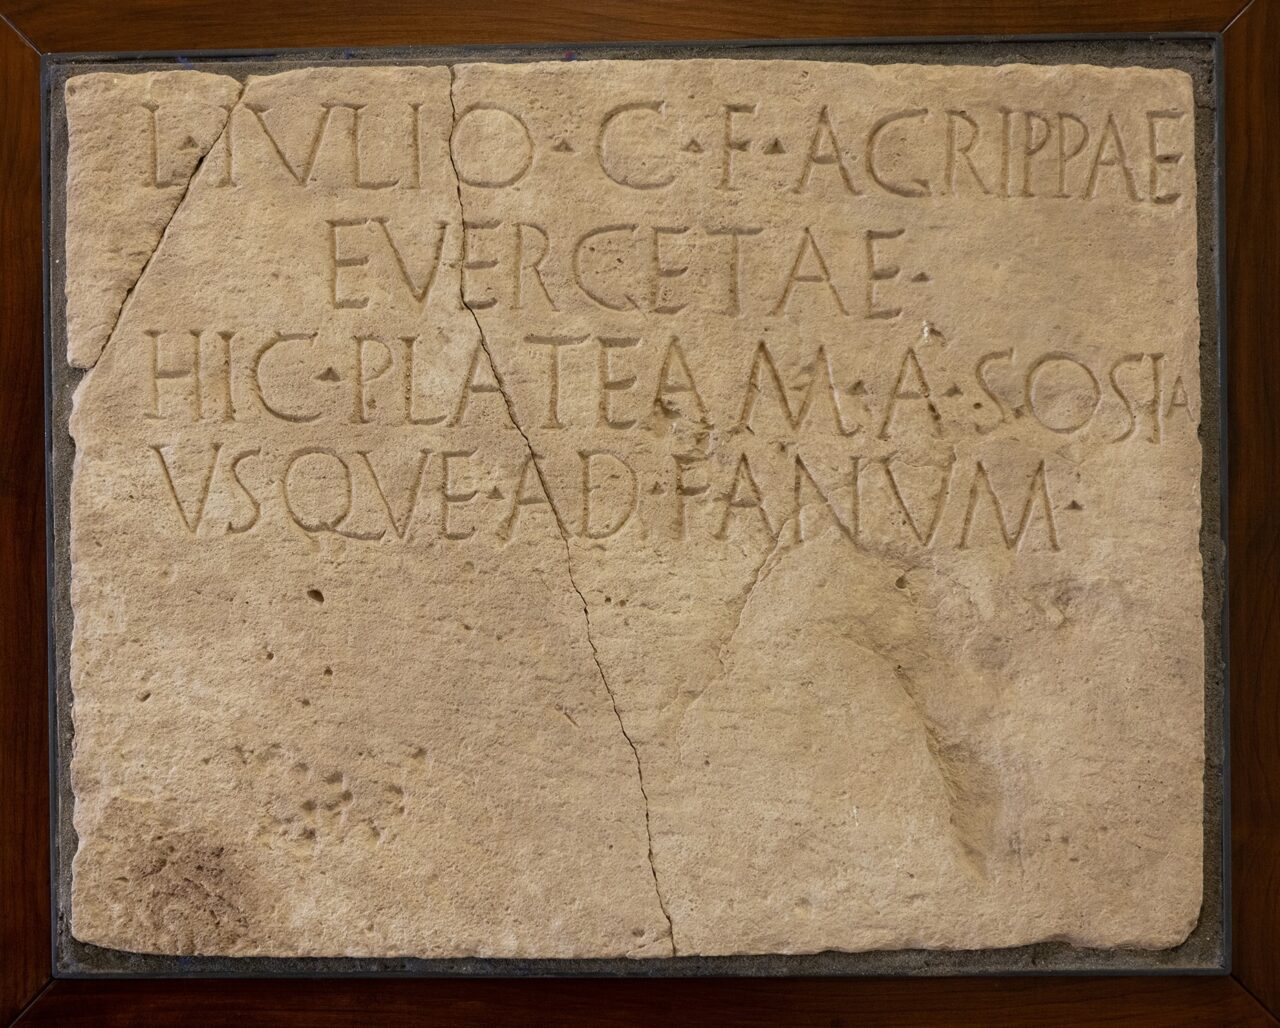 L·IVLIO·C·F·AGRIPPAE
EVERGETAE·
HIC·PLATEAM·A·SOSIA
VSQVE·AD·FANVM·